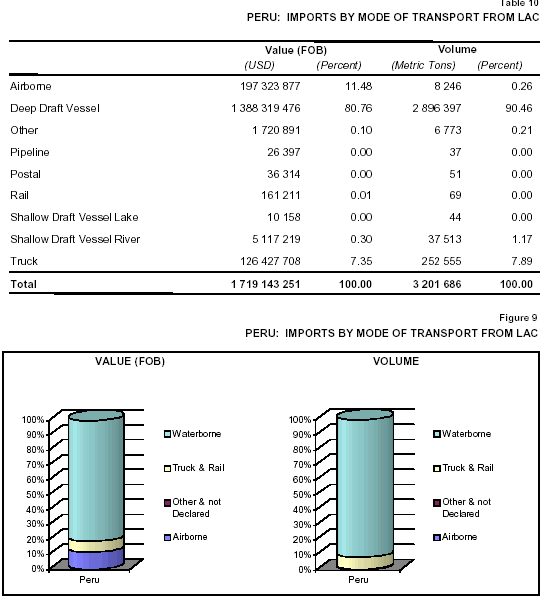 Table 10
PERU: IMPORTS BY MODE OF TRANSPORT FROM LAC
Value (FOB) Volume
(USD) (Percent) (Metric Tons) (Percent)
Airborne 197 323 877 11.48 8 246 0.26
Deep Draft Vessel 1 388 319 476 80.76 2 896 397 90.46
Other 1 720 891 0.10 6 773 0.21
Pipeline 26 397 0.00 37 0.00
Postal 36 314 0.00 51 0.00
Rail 161 211 0.01 69 0.00
Shallow Draft Vessel Lake 10 158 0.00 44 0.00
Shallow Draft Vessel River 5 117 219 0.30 37 513 1.17
Truck 126 427 708 7.35 252 555 7.89
Total 1 719 143 251 100.00 3 201 686 100.00
Figure 9
PERU: IMPORTS BY MODE OF TRANSPORT FROM LAC
VALUE (FOB)
100%
90%
80%
70%
60%
50%
40%
30%
20%
10%
0%
Peru
Waterborne
Truck & Rail
Other & not
Declared
Airborne
VOLUME
100%
90%
80%
70%
60%
50%
40%
30%
20%
10%
0%
Peru
Waterborne
Truck & Rail
Other & not
Declared
Airborne